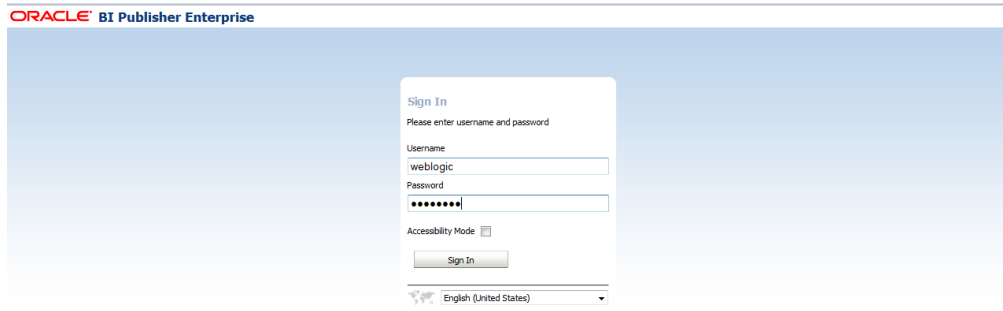 ORACLE BI Publisher Enterprise
Sign In
Please enter username and password
Username
weblogic
Password
••••••••
Accessibility Mode
Sign In
English (United States)